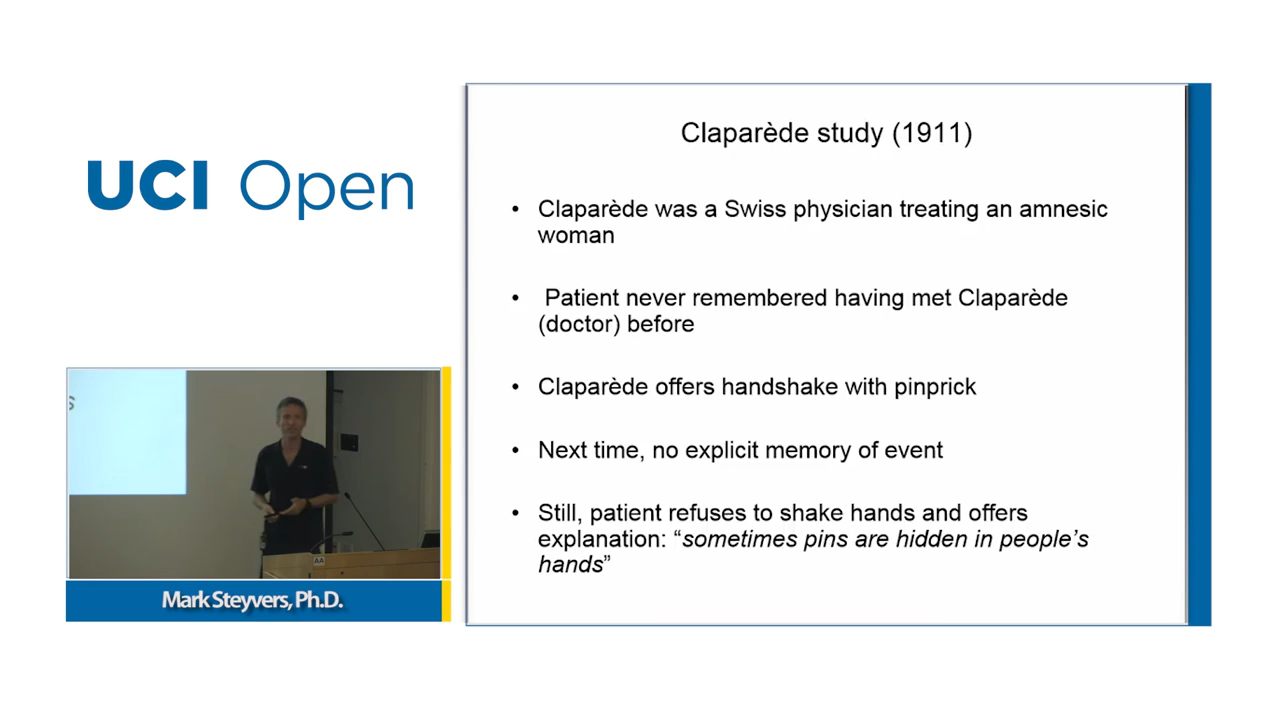 UCI Open
Claparède study (1911)
• Claparède was a Swiss physician treating an amnesic
woman
• Patient never remembered having met Claparède
(doctor) before
• Claparède offers handshake with pinprick
• Next time, no explicit memory of event
• Still, patient refuses to shake hands and offers
explanation: “sometimes pins are hidden in people’s
hands”
s
AA
Mark Steyvers, Ph.D.